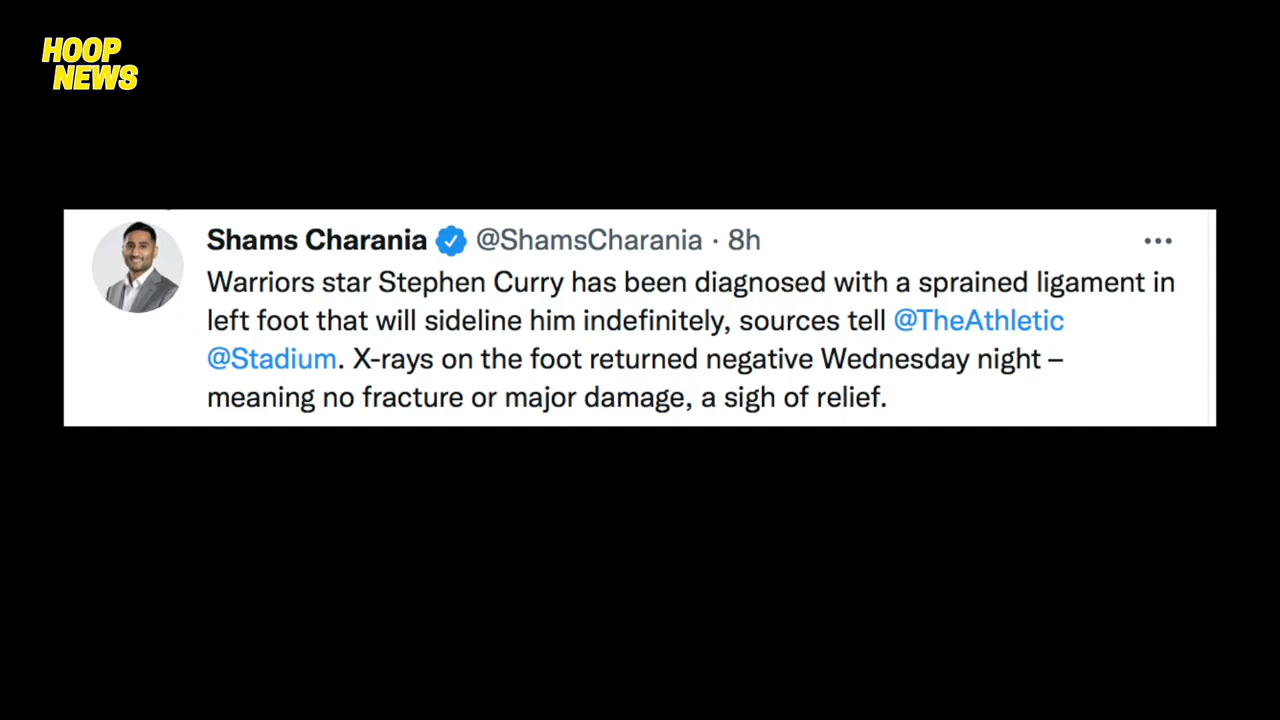 HOOP
NEWS
Shams Charania @ShamsCharania · 8h
Warriors star Stephen Curry has been diagnosed with a sprained ligament in
left foot that will sideline him indefinitely, sources tell @TheAthletic
@Stadium. X-rays on the foot returned negative Wednesday night –
meaning no fracture or major damage, a sigh of relief.